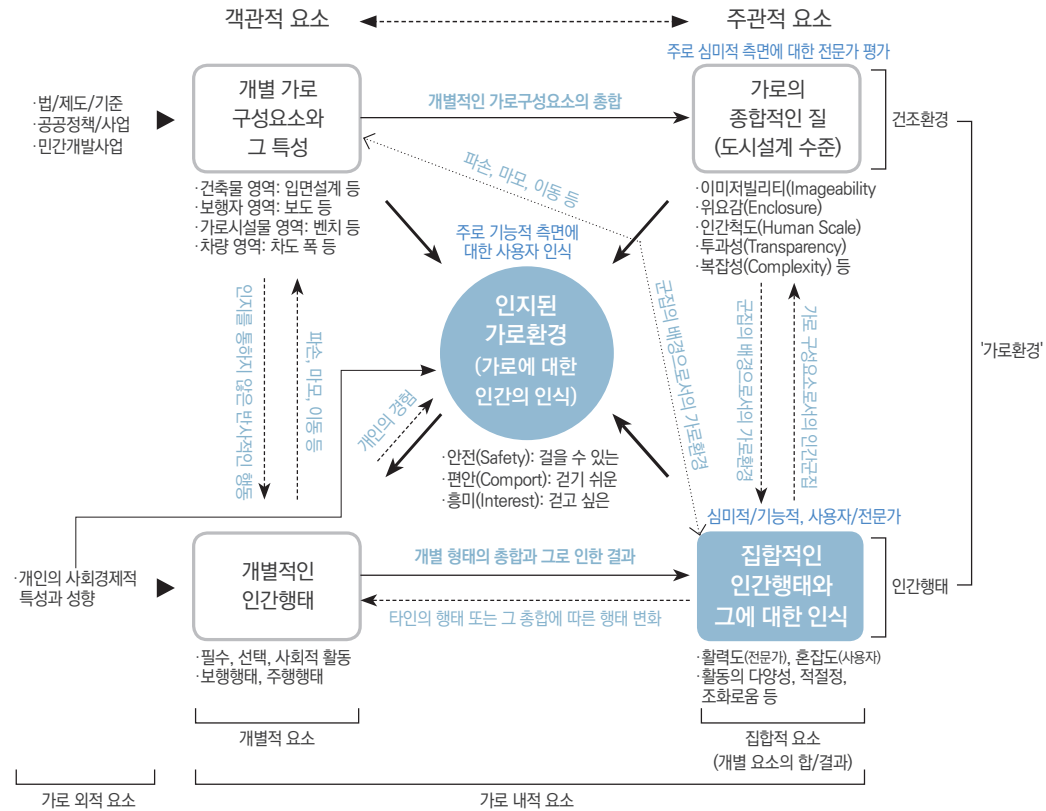 객관적 요소
주관적 요소
주로 심미적 측면에 대한 전문가 평가
·법/제도/기준
·공공정책/사업
·민간개발사업
개별 가로
구성요소와
그 특성
개별적인 가로구성요소의 총합
가로의
종합적인 질
(도시설계 수준)
건조환경
·건축물 영역: 입면설계 등
·보행자 영역: 보도 등
·가로시설물 영역: 벤치 등
·차량 영역: 차도 폭 등
파손, 마모, 이동 등
·이미저빌리티(Imageability
·위요감(Enclosure)
·인간척도(Human Scale)
·투과성(Transparency)
·복잡성(Complexity) 등
주로 기능적 측면에
대한 사용자 인식
인지된
가로환경
(가로에 대한
인간의 인식)
인지를 통하지 않은 반사적인 행동
파손, 마모, 이동 등
개인의 경험
군집의 배경으로서의 가로환경
군집의 배경으로서의 가로환경
가로 구성요소로서의 인간군집
'가로환경'
·안전(Safety): 걸을 수 있는
·편안(Comport): 걷기 쉬운
·흥미(Interest): 걷고 싶은
심미적/기능적, 사용자/전문가
·개인의 사회경제적
특성과 성향
개별적인
인간행태
개별 형태의 총합과 그로 인한 결과
타인의 행태 또는 그 총합에 따른 행태 변화
집합적인
인간행태와
그에 대한 인식
인간행태
·필수, 선택, 사회적 활동
·보행행태, 주행행태
·활력도(전문가), 혼잡도(사용자)
·활동의 다양성, 적절정,
조화로움 등
개별적 요소
집합적 요소
(개별 요소의 합/결과)
가로 외적 요소
가로 내적 요소